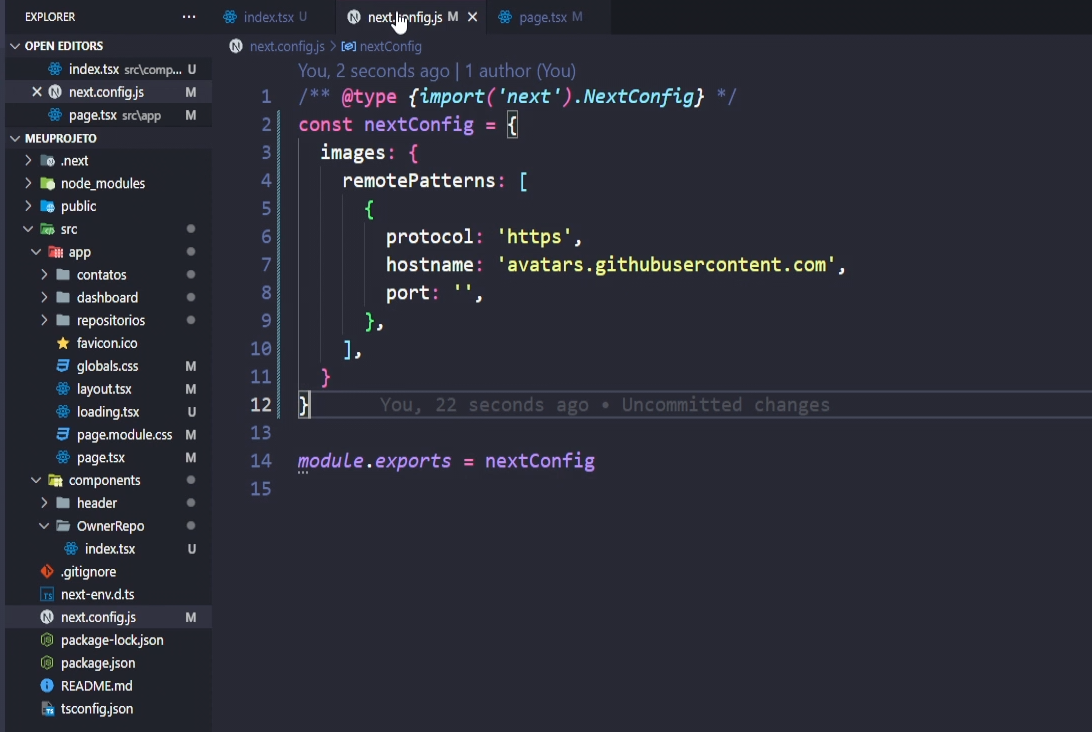 EXPLORER ...
OPEN EDITORS
index.tsx src\comp... U
next.config.js M
page.tsx src\app M
MEUPROJETO
.next
node_modules
public
src
app
contatos
dashboard
repositorios
favicon.ico
globals.css M
layout.tsx M
loading.tsx U
page.module.css M
page.tsx M
components
header
OwnerRepo
index.tsx U
.gitignore
next-env.d.ts
next.config.js M
package-lock.json
package.json
README.md
tsconfig.json
index.tsx U next.config.js M page.tsx M
next.config.js > nextConfig
You, 2 seconds ago | 1 author (You)
1 /** @type {import('next').NextConfig} */
2 const nextConfig = {
3 images: {
4 remotePatterns: [
5 {
6 protocol: 'https',
7 hostname: 'avatars.githubusercontent.com',
8 port: '',
9 },
10 ],
11 }
12 } You, 22 seconds ago • Uncommitted changes
13
14 module.exports = nextConfig
15